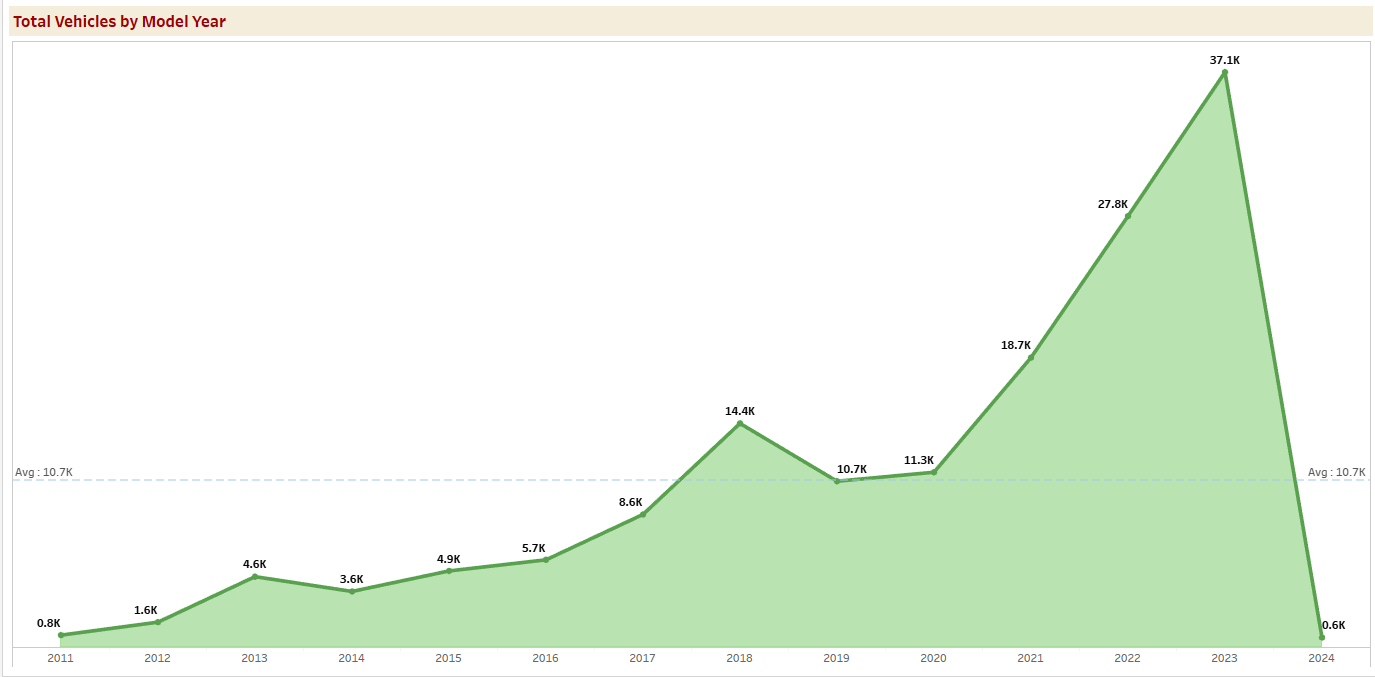 Total Vehicles by Model Year
37.1K
27.8K
18.7K
14.4K
11.3K
10.7K
Avg : 10.7K
Avg : 10.7K
8.6K
5.7K
4.9K
4.6K
3.6K
1.6K
0.8K
0.6K
2011 2012 2013 2014 2015 2016 2017 2018 2019 2020 2021 2022 2023 2024